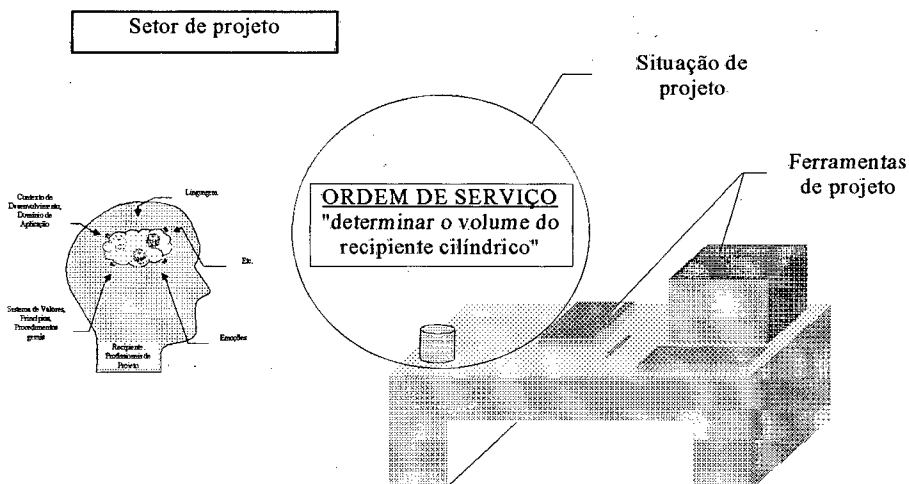 Setor de projeto
Situação de
projeto
Ferramentas
de projeto
ORDEM DE SERVIÇO
"determinar o volume do
recipiente cilíndrico"
Contexto de
Desenvolvimento,
Domínio de
Aplicação
Linguagem
Etc.
Sistema de Valores,
Princípios,
Procedimentos
gerais
Emoções
Recipiente
Profissionais de
Projeto